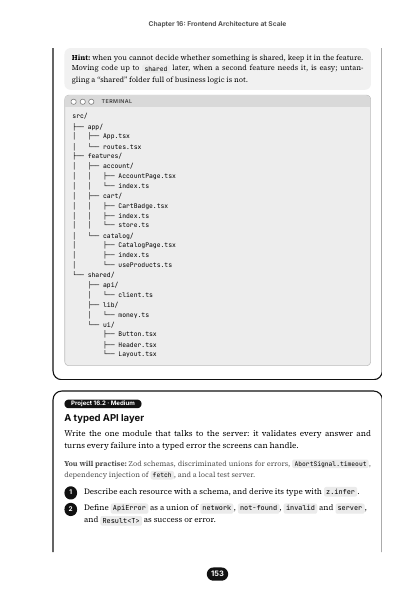 Chapter 16: Frontend Architecture at Scale
Hint: when you cannot decide whether something is shared, keep it in the feature.
Moving code up to shared later, when a second feature needs it, is easy; untan-
gling a “shared” folder full of business logic is not.
TERMINAL
src/
├── app/
│   ├── App.tsx
│   └── routes.tsx
├── features/
│   ├── account/
│   │   ├── AccountPage.tsx
│   │   └── index.ts
│   ├── cart/
│   │   ├── CartBadge.tsx
│   │   ├── index.ts
│   │   └── store.ts
│   └── catalog/
│       ├── CatalogPage.tsx
│       ├── index.ts
│       └── useProducts.ts
└── shared/
    ├── api/
    │   └── client.ts
    ├── lib/
    │   └── money.ts
    └── ui/
        ├── Button.tsx
        ├── Header.tsx
        └── Layout.tsx
Project 16.2 · Medium
A typed API layer
Write the one module that talks to the server: it validates every answer and
turns every failure into a typed error the screens can handle.
You will practise: Zod schemas, discriminated unions for errors, AbortSignal.timeout,
dependency injection of fetch, and a local test server.
1 Describe each resource with a schema, and derive its type with z.infer.
2 Define ApiError as a union of network, not-found, invalid and server,
and Result<T> as success or error.
153